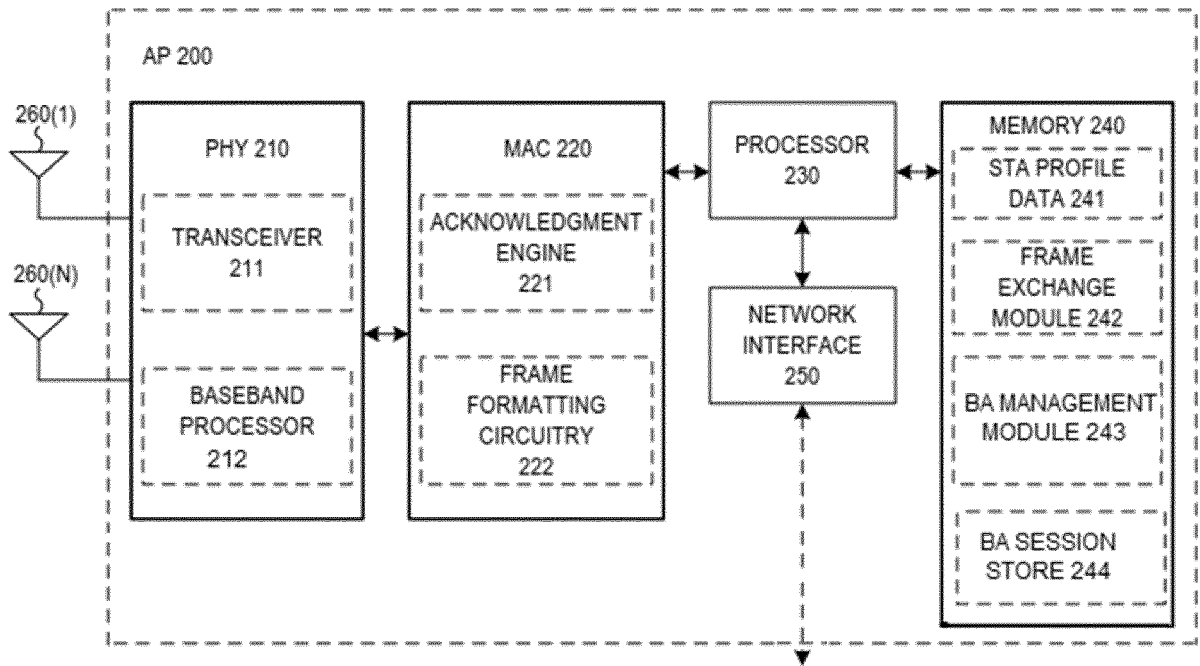 AP 200
260(1)
260(N)
PHY 210
TRANSCEIVER
211
BASEBAND
PROCESSOR
212
MAC 220
ACKNOWLEDGMENT
ENGINE
221
FRAME
FORMATTING
CIRCUITRY
222
PROCESSOR
230
NETWORK
INTERFACE
250
MEMORY 240
STA PROFILE
DATA 241
FRAME
EXCHANGE
MODULE 242
BA MANAGEMENT
MODULE 243
BA SESSION
STORE 244